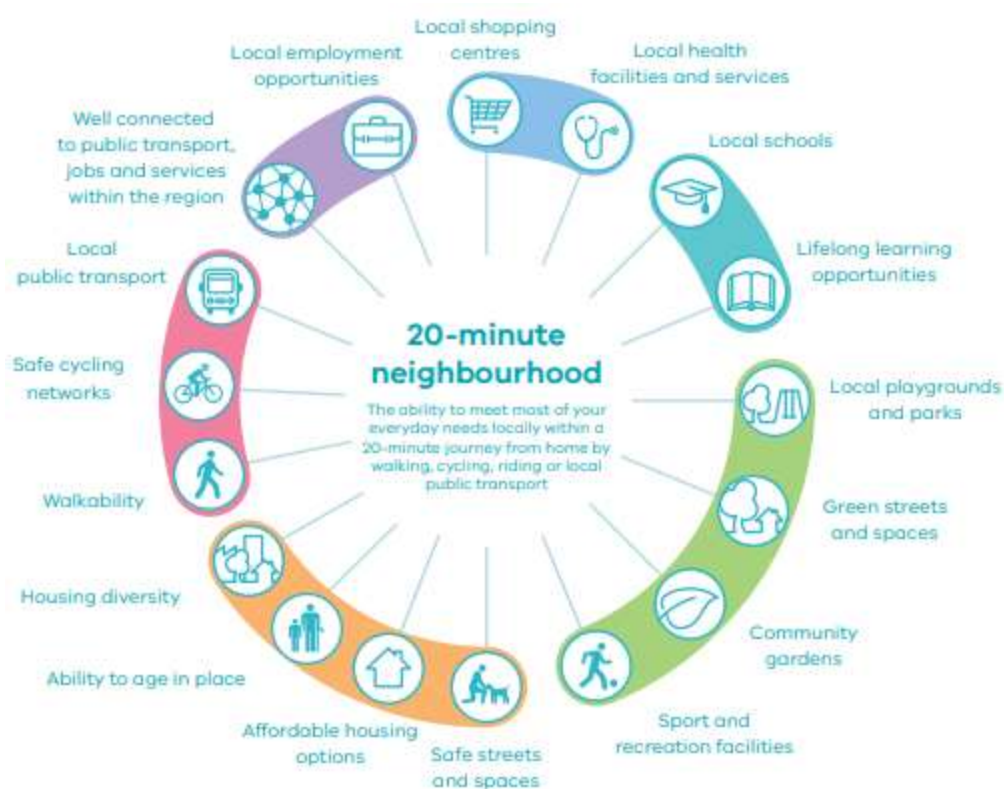 Local shopping
centres
Local health
facilities and services
Local schools
Lifelong learning
opportunities
Local playgrounds
and parks
Green streets
and spaces
Community
gardens
Sport and
recreation facilities
Safe streets
and spaces
Affordable housing
options
Ability to age in place
Housing diversity
Walkability
Safe cycling
networks
Local
public transport
Well connected
to public transport,
jobs and services
within the region
Local employment
opportunities
20-minute
neighbourhood
The ability to meet most of your
everyday needs locally within a
20-minute journey from home by
walking, cycling, riding or local
public transport